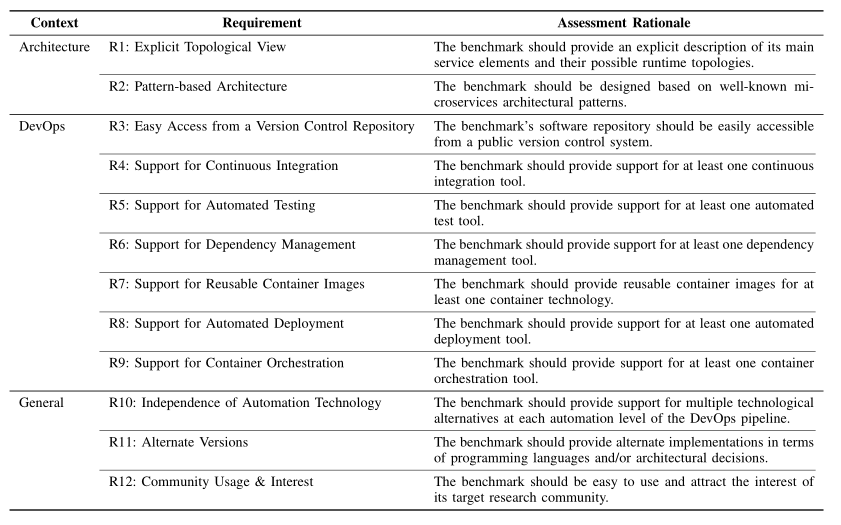 Context Requirement Assessment Rationale
Architecture R1: Explicit Topological View The benchmark should provide an explicit description of its main
service elements and their possible runtime topologies.
R2: Pattern-based Architecture The benchmark should be designed based on well-known mi-
croservices architectural patterns.
DevOps R3: Easy Access from a Version Control Repository The benchmark's software repository should be easily accessible
from a public version control system.
R4: Support for Continuous Integration The benchmark should provide support for at least one continuous
integration tool.
R5: Support for Automated Testing The benchmark should provide support for at least one automated
test tool.
R6: Support for Dependency Management The benchmark should provide support for at least one dependency
management tool.
R7: Support for Reusable Container Images The benchmark should provide reusable container images for at
least one container technology.
R8: Support for Automated Deployment The benchmark should provide support for at least one automated
deployment tool.
R9: Support for Container Orchestration The benchmark should provide support for at least one container
orchestration tool.
General R10: Independence of Automation Technology The benchmark should provide support for multiple technological
alternatives at each automation level of the DevOps pipeline.
R11: Alternate Versions The benchmark should provide alternate implementations in terms
of programming languages and/or architectural decisions.
R12: Community Usage & Interest The benchmark should be easy to use and attract the interest of
its target research community.